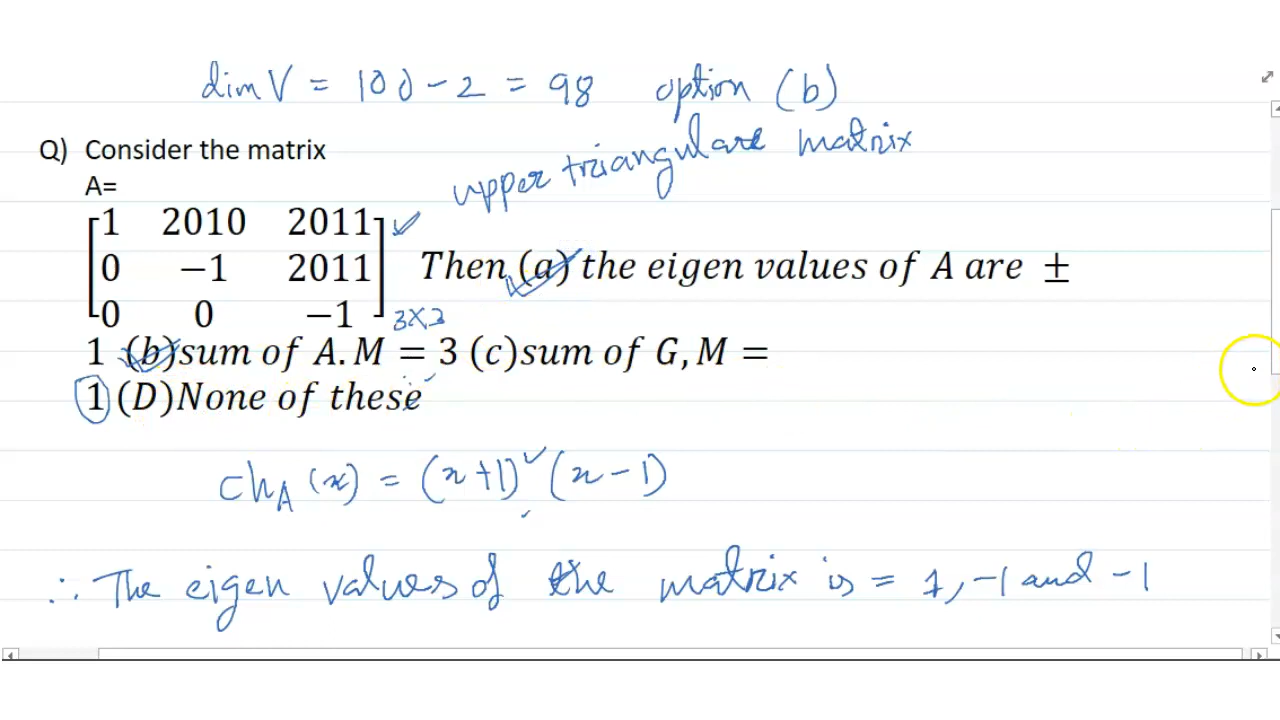 dim V = 100 - 2 = 98 option (b)
Q) Consider the matrix
upper triangulare matrix
A=
[1 2010 2011]
[0 −1 2011] Then (a) the eigen values of A are ±
[0 0 −1] 3×3
1 (b)sum of A.M = 3 (c)sum of G,M =
1 (D)None of these
ch_A (x) = (x+1)² (x-1)
∴ The eigen values of the matrix is = 1, -1 and -1